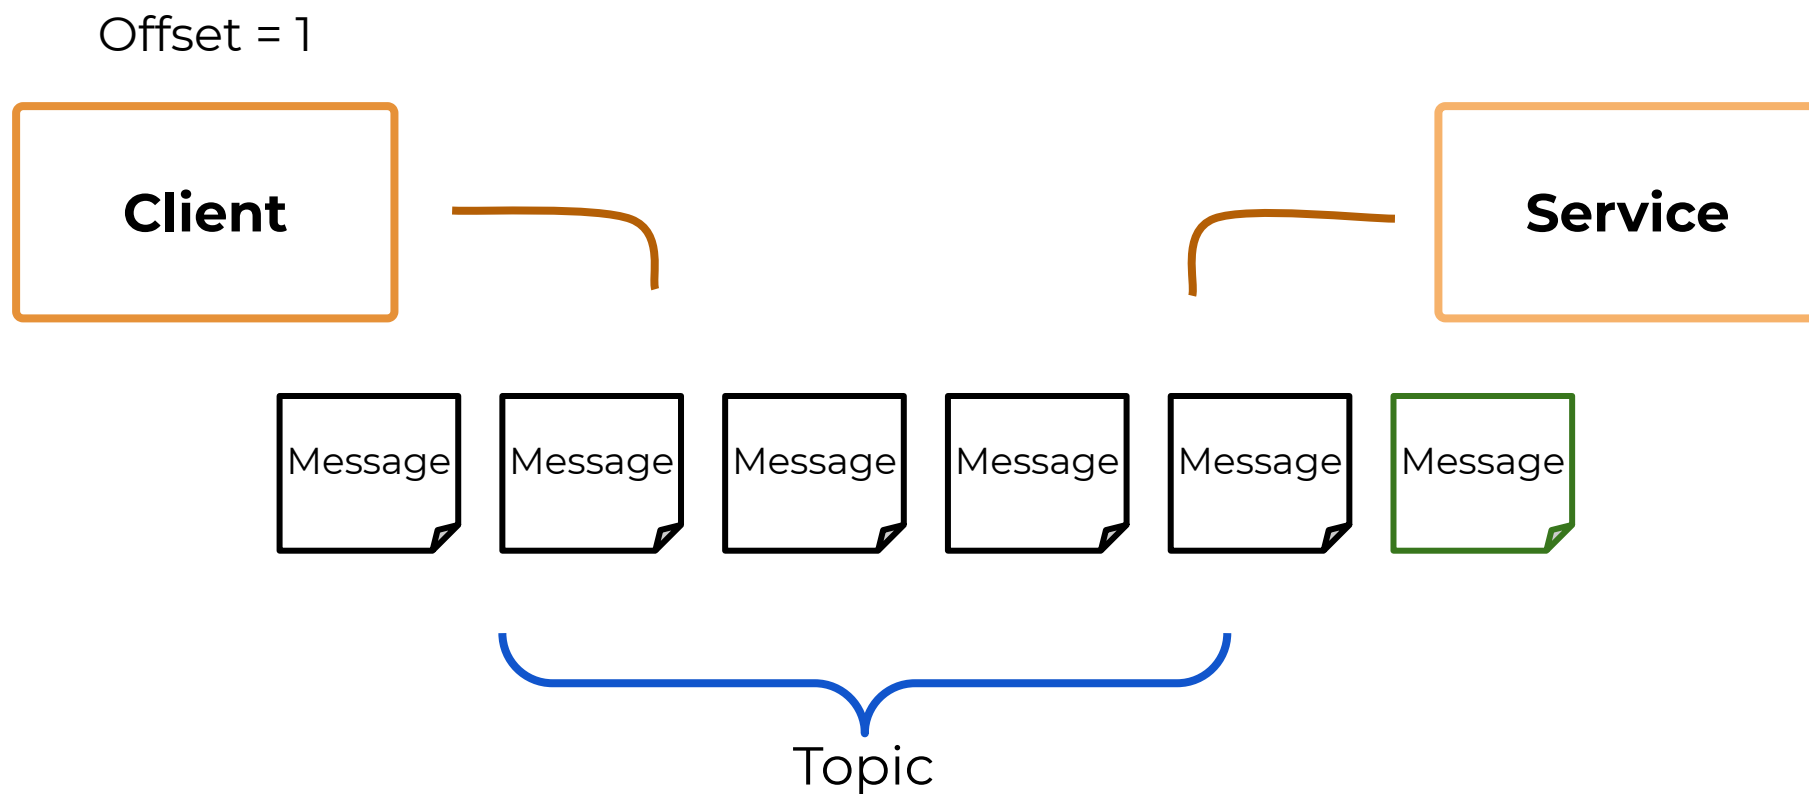 Offset = 1
Client
Service
Message
Message
Message
Message
Message
Message
Topic